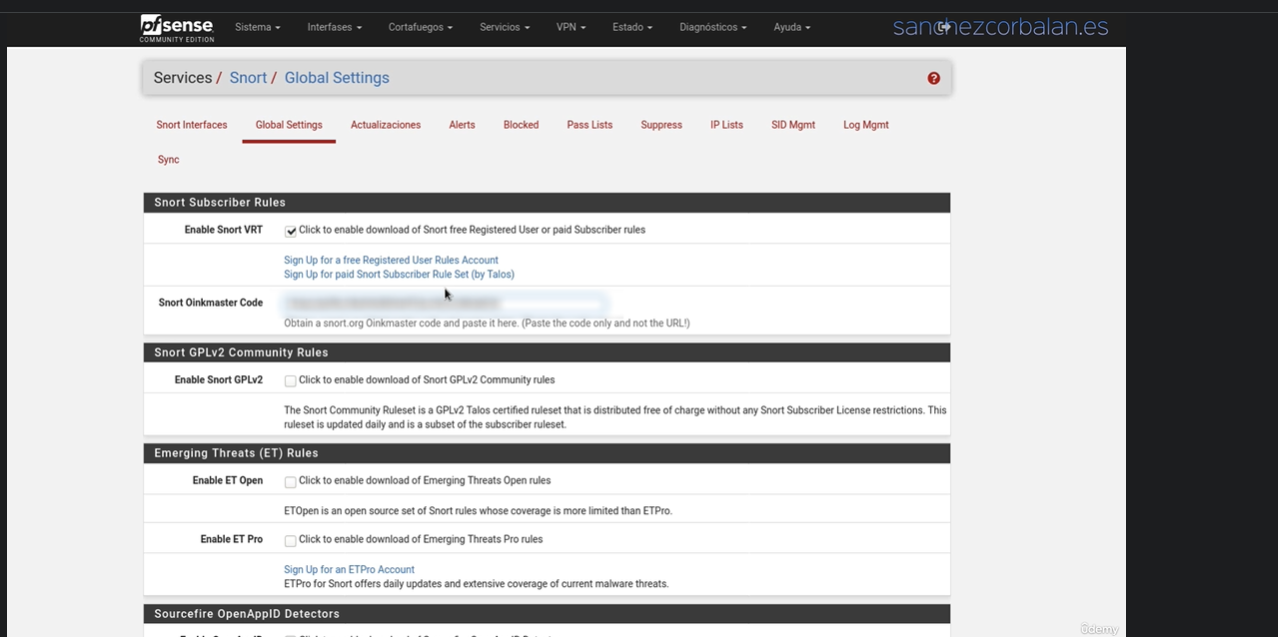 pfsense
COMMUNITY EDITION
Sistema Interfases Cortafuegos Servicios VPN Estado Diagnósticos Ayuda
sanchezcorbalan.es
Services / Snort / Global Settings
Snort Interfaces Global Settings Actualizaciones Alerts Blocked Pass Lists Suppress IP Lists SID Mgmt Log Mgmt
Sync
Snort Subscriber Rules
Enable Snort VRT Click to enable download of Snort free Registered User or paid Subscriber rules
Sign Up for a free Registered User Rules Account
Sign Up for paid Snort Subscriber Rule Set (by Talos)
Snort Oinkmaster Code
Obtain a snort.org Oinkmaster code and paste it here. (Paste the code only and not the URL!)
Snort GPLv2 Community Rules
Enable Snort GPLv2 Click to enable download of Snort GPLv2 Community rules
The Snort Community Ruleset is a GPLv2 Talos certified ruleset that is distributed free of charge without any Snort Subscriber License restrictions. This
ruleset is updated daily and is a subset of the subscriber ruleset.
Emerging Threats (ET) Rules
Enable ET Open Click to enable download of Emerging Threats Open rules
ETOpen is an open source set of Snort rules whose coverage is more limited than ETPro.
Enable ET Pro Click to enable download of Emerging Threats Pro rules
Sign Up for an ETPro Account
ETPro for Snort offers daily updates and extensive coverage of current malware threats.
Sourcefire OpenAppID Detectors
ûdemy